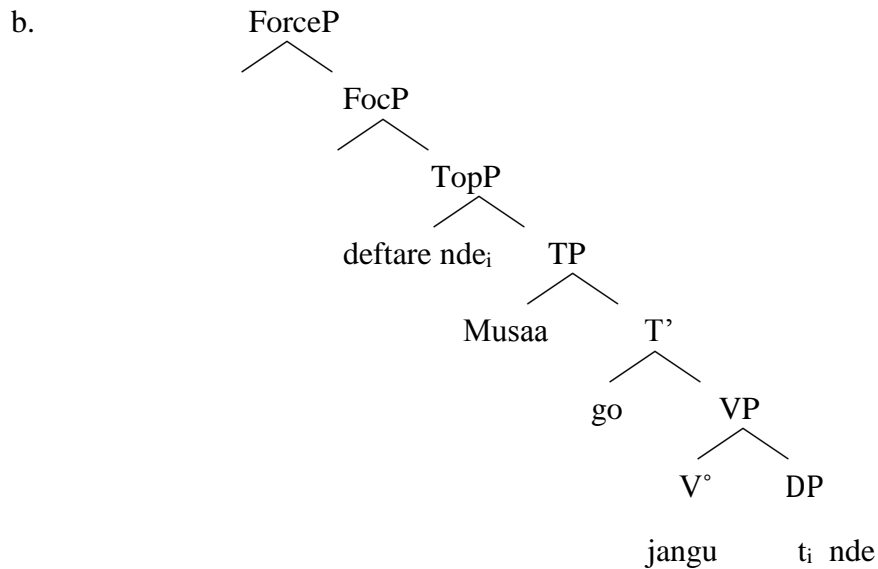 b. ForceP
FocP
TopP
deftare ndeᵢ TP
Musaa T’
go VP
V° DP
jangu tᵢ nde